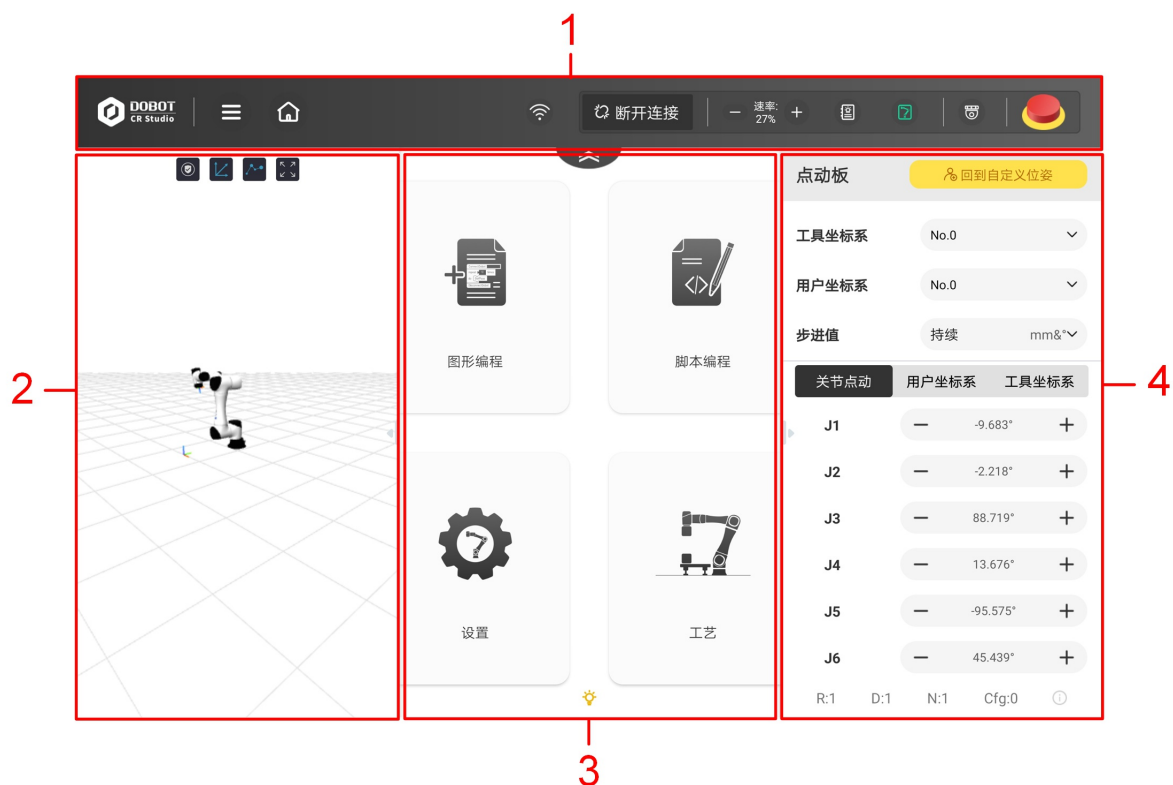 1
DOBOT
CR Studio
断开连接
速率:
27%
点动板
回到自定义位姿
工具坐标系 No.0
用户坐标系 No.0
步进值 持续 mm&°
图形编程
脚本编程
2
关节点动 用户坐标系 工具坐标系
4
J1 -9.683°
J2 -2.218°
J3 88.719°
J4 13.676°
J5 -95.575°
J6 45.439°
设置
工艺
R:1 D:1 N:1 Cfg:0
3